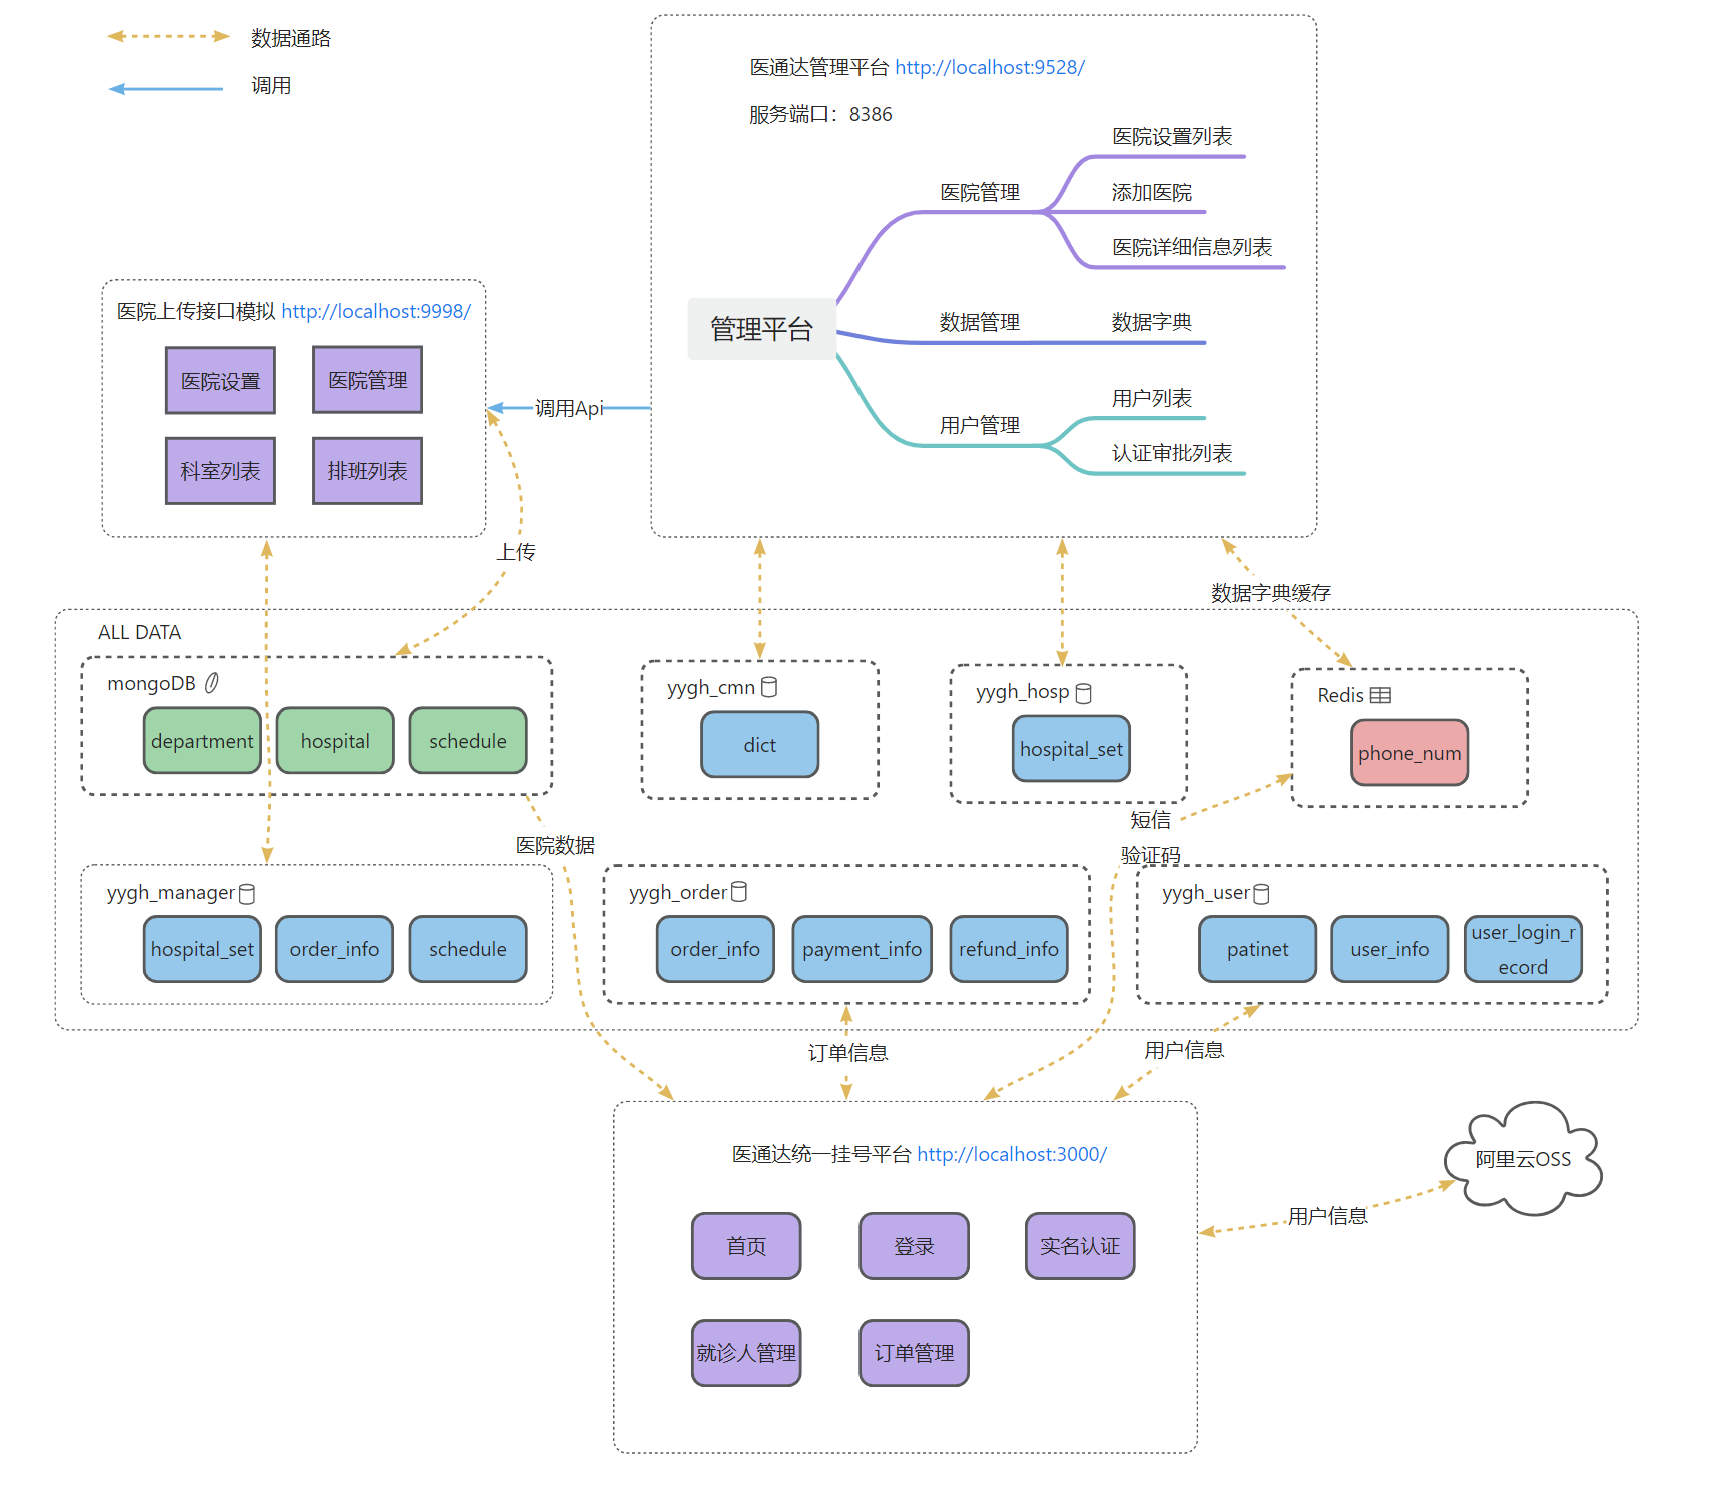 数据通路
调用
医通达管理平台 http://localhost:9528/
服务端口：8386
医院设置列表
医院管理
添加医院
医院详细信息列表
管理平台
数据管理
数据字典
用户列表
用户管理
认证审批列表
医院上传接口模拟 http://localhost:9998/
医院设置
医院管理
科室列表
排班列表
调用Api
上传
数据字典缓存
ALL DATA
mongoDB
department
hospital
schedule
yygh_cmn
dict
yygh_hosp
hospital_set
Redis
phone_num
医院数据
短信
验证码
yygh_manager
hospital_set
order_info
schedule
yygh_order
order_info
payment_info
refund_info
yygh_user
patinet
user_info
user_login_r
ecord
订单信息
用户信息
医通达统一挂号平台 http://localhost:3000/
首页
登录
实名认证
就诊人管理
订单管理
用户信息
阿里云OSS